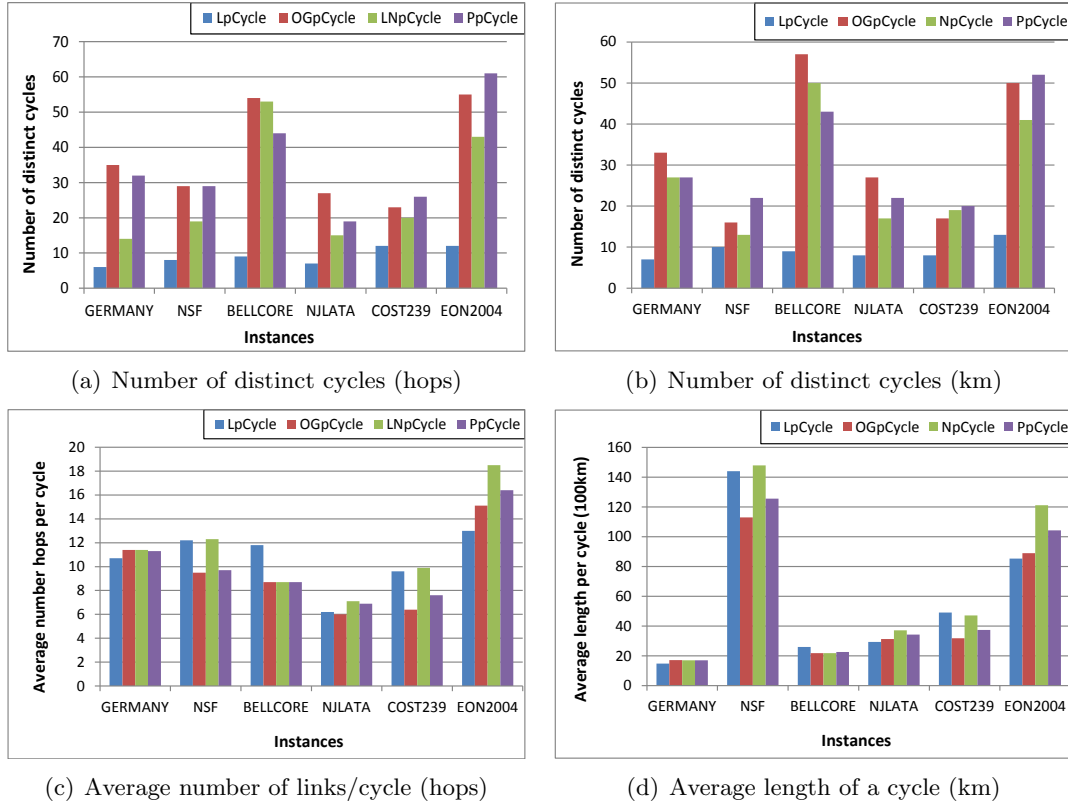 LpCycle OGpCycle LNpCycle PpCycle
Number of distinct cycles
70
60
50
40
30
20
10
0
GERMANY NSF BELLCORE NJLATA COST239 EON2004
Instances
(a) Number of distinct cycles (hops)
LpCycle OGpCycle NpCycle PpCycle
Number of distinct cycles
60
50
40
30
20
10
0
GERMANY NSF BELLCORE NJLATA COST239 EON2004
Instances
(b) Number of distinct cycles (km)
LpCycle OGpCycle LNpCycle PpCycle
Average number hops per cycle
20
18
16
14
12
10
8
6
4
2
0
GERMANY NSF BELLCORE NJLATA COST239 EON2004
Instances
(c) Average number of links/cycle (hops)
LpCycle OGpCycle NpCycle PpCycle
Average length per cycle (100km)
160
140
120
100
80
60
40
20
0
GERMANY NSF BELLCORE NJLATA COST239 EON2004
Instances
(d) Average length of a cycle (km)